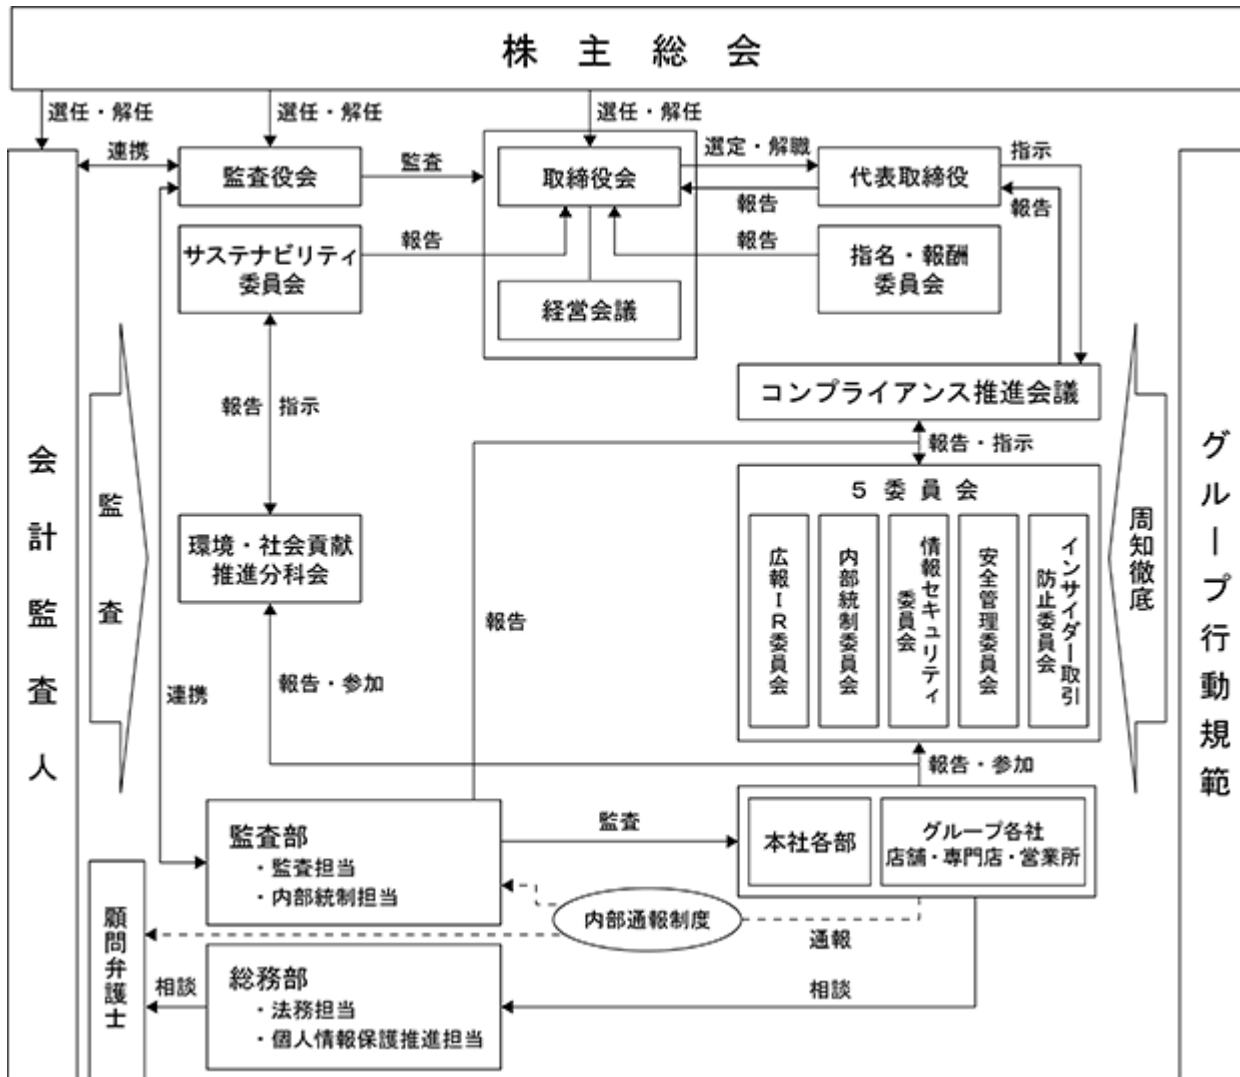 株主総会
選任・解任
選任・解任
選任・解任
連携
監査役会
監査
取締役会
選定・解職
報告
代表取締役
指示
報告
サステナビリティ
委員会
報告
報告
指名・報酬
委員会
経営会議
コンプライアンス推進会議
報告・指示
報告 指示
会計監査人
監査
グループ行動規範
周知徹底
5委員会
広報IR委員会
内部統制委員会
情報セキュリティ
委員会
安全管理委員会
インサイダー取引
防止委員会
環境・社会貢献
推進分科会
報告
連携
報告・参加
報告・参加
監査部
・監査担当
・内部統制担当
監査
本社各部
グループ各社
店舗・専門店・営業所
内部通報制度
通報
顧問弁護士
相談
総務部
・法務担当
・個人情報保護推進担当
相談